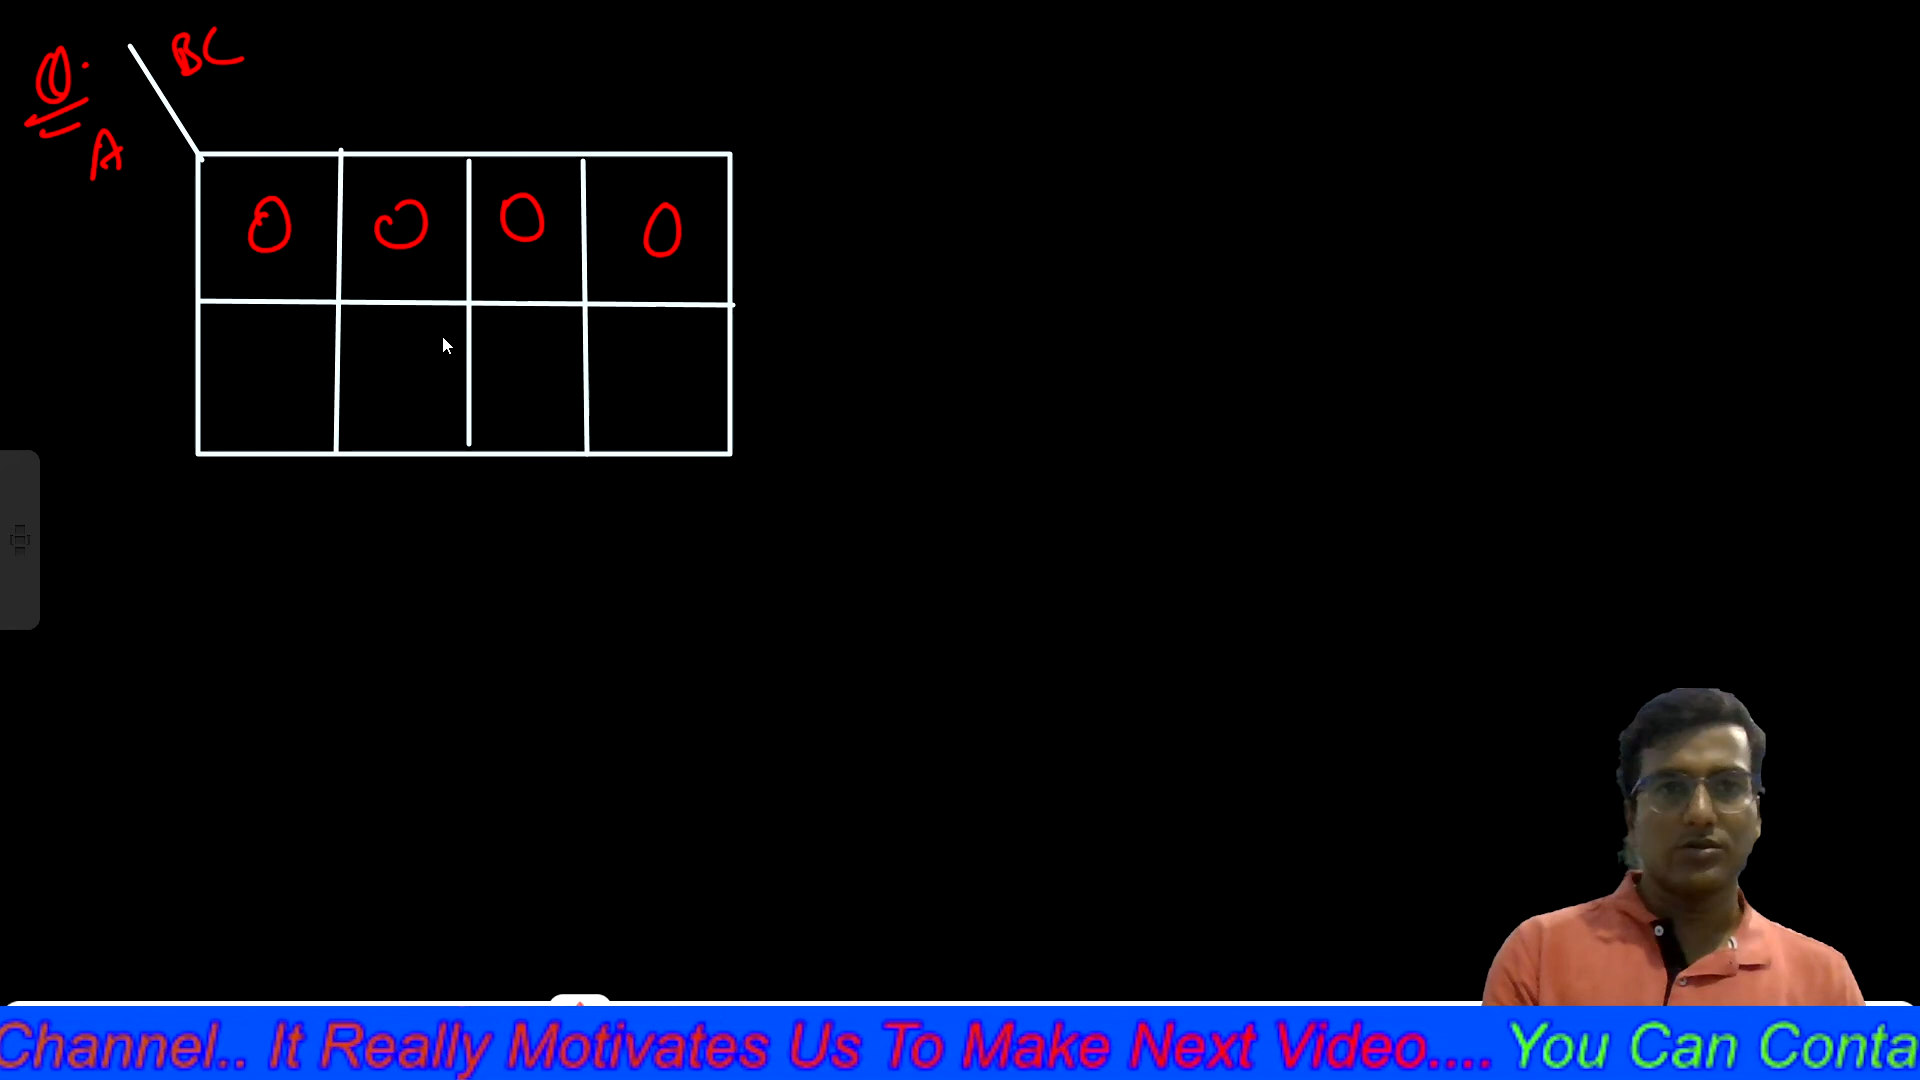 Q.
BC
A
0 0 0 0
Channel.. It Really Motivates Us To Make Next Video.... You Can Conta